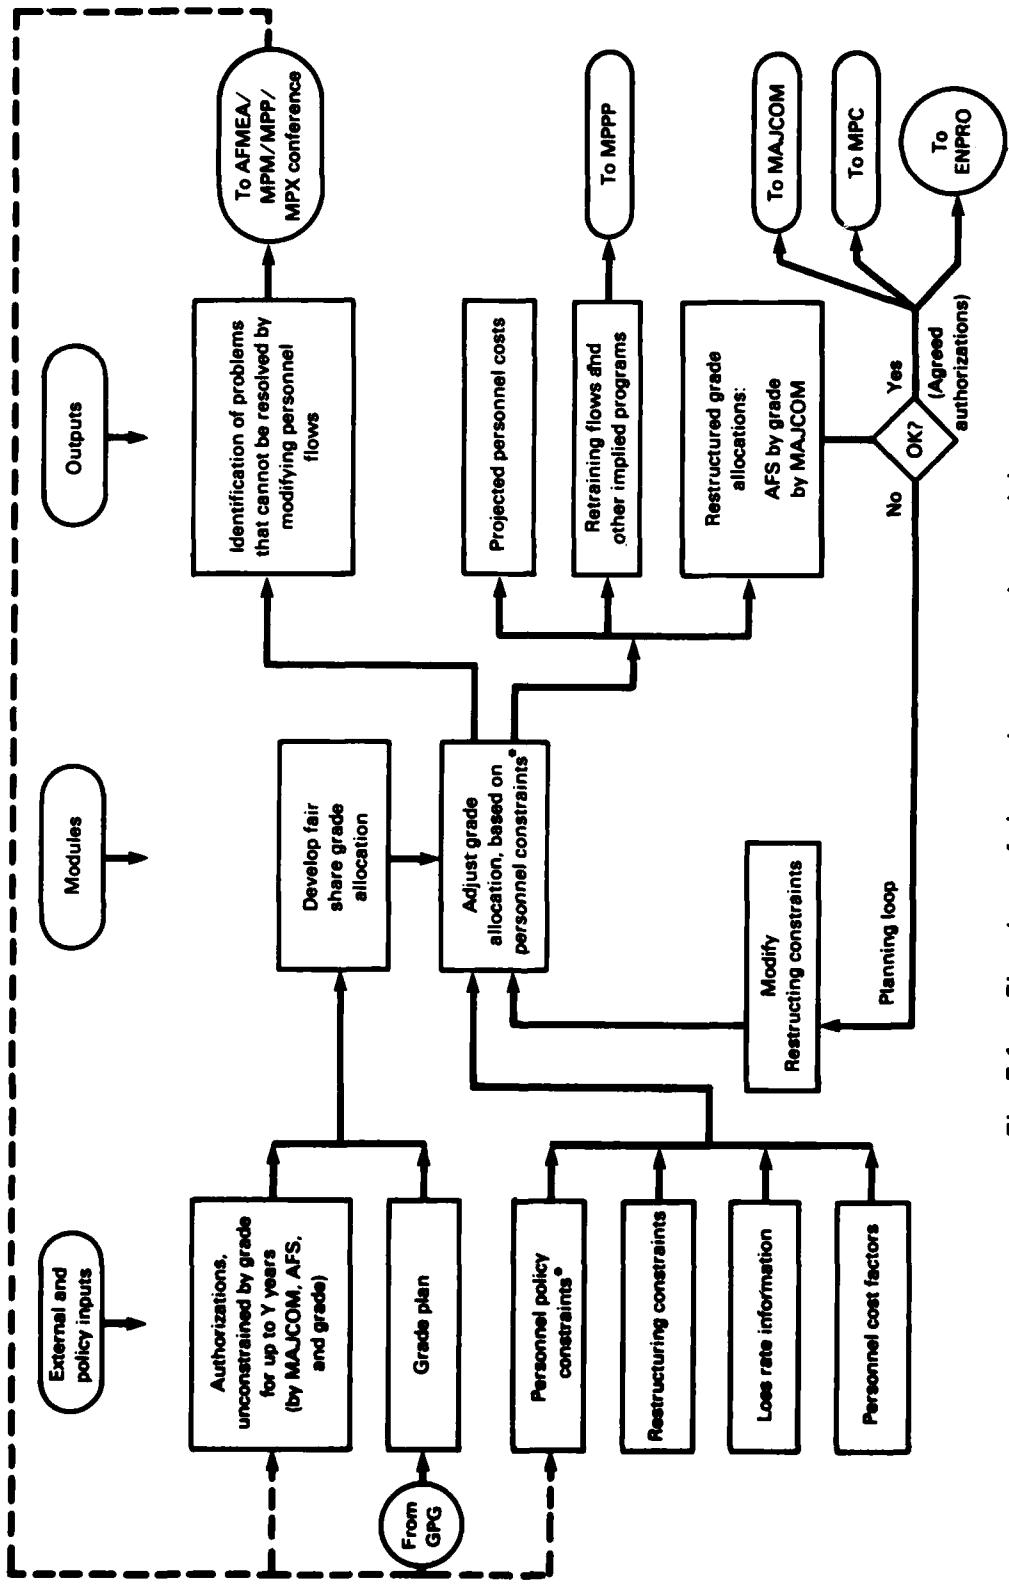 External and
policy inputs
Modules
Outputs
Authorizations,
unconstrained by grade
for up to Y years
(by MAJCOM, AFS,
and grade)
From
GPG
Grade plan
Personnel policy
constraints*
Restructuring constraints
Loss rate information
Personnel cost factors
Develop fair
share grade
allocation
Adjust grade
allocation, based on
personnel constraints*
Modify
Restructing constraints
Planning loop
Identification of problems
that cannot be resolved by
modifying personnel
flows
To AFMEA/
MPM/MPP/
MPX conference
Projected personnel costs
Retraining flows and
other implied programs
To MPPP
Restructured grade
allocations:
AFS by grade
by MAJCOM
OK?
No
Yes
(Agreed
authorizations)
To MAJCOM
To MPC
To
ENPRO